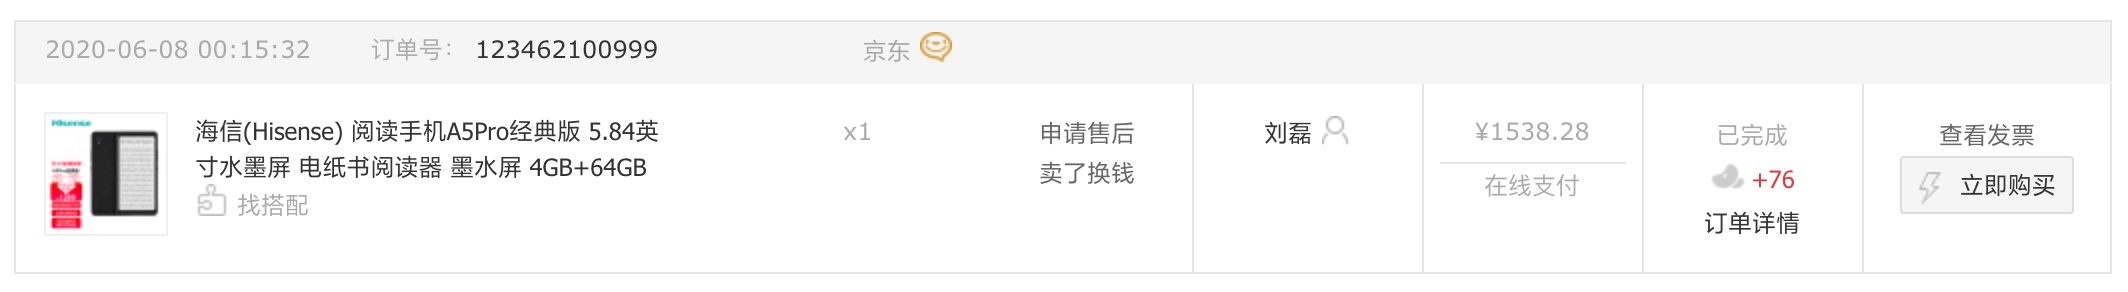 2020-06-08 00:15:32 订单号： 123462100999 京东
Hisense
海信(Hisense) 阅读手机A5Pro经典版 5.84英
寸水墨屏 电纸书阅读器 墨水屏 4GB+64GB
找搭配
x1
申请售后
卖了换钱
刘磊
¥1538.28
在线支付
已完成
+76
订单详情
查看发票
立即购买